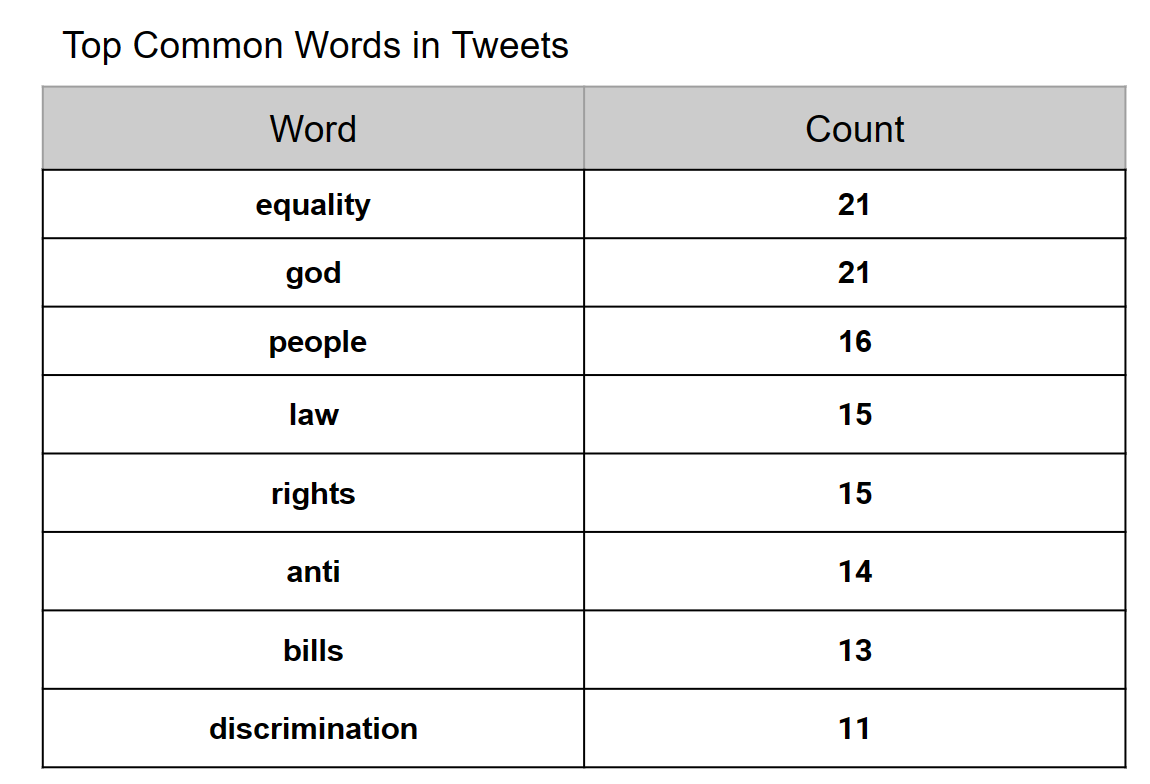 Top Common Words in Tweets
Word Count
equality 21
god 21
people 16
law 15
rights 15
anti 14
bills 13
discrimination 11